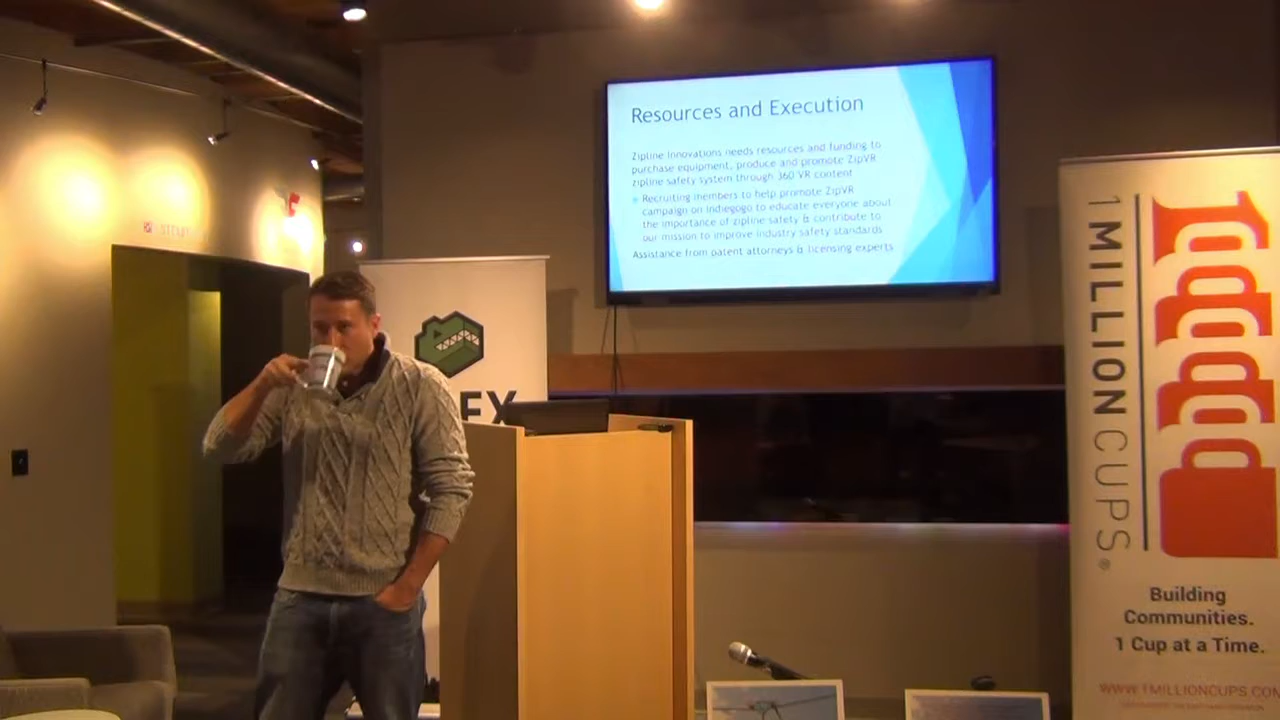 Resources and Execution
Zipline Innovations needs resources and funding to
purchase equipment, produce and promote ZipVR
zipline safety system through 360 VR content
Recruiting members to help promote ZipVR
campaign on indiegogo to educate everyone about
the importance of zipline safety & contribute to
our mission to improve industry safety standards
Assistance from patent attorneys & licensing experts
EX
1 MILLION CUPS®
Building
Communities.
1 Cup at a Time.
WWW.1MILLIONCUPS.COM